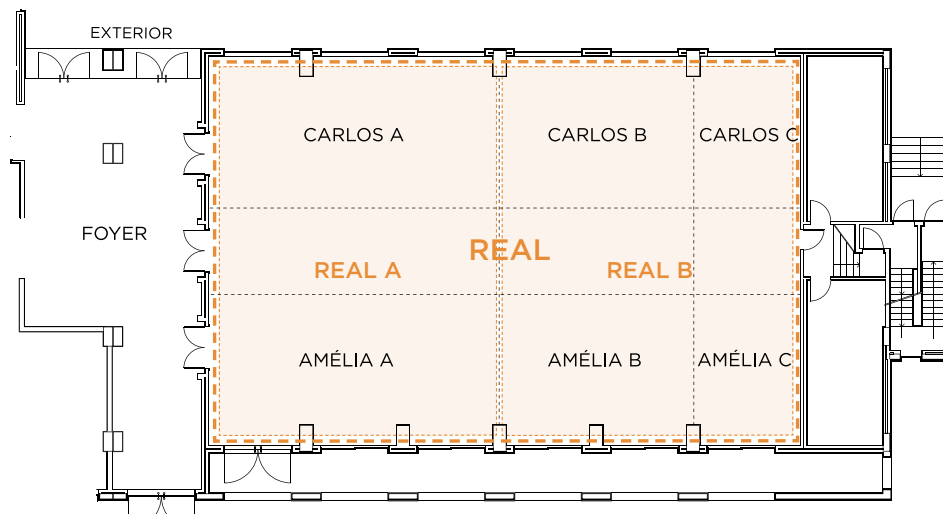 EXTERIOR
CARLOS A
CARLOS B
CARLOS C
FOYER
REAL
REAL A
REAL B
AMÉLIA A
AMÉLIA B
AMÉLIA C